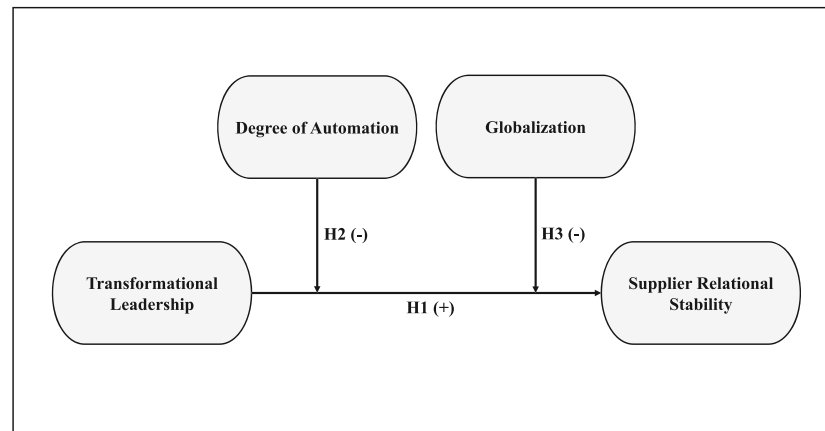 Degree of Automation
Globalization
H2 (-)
H3 (-)
Transformational
Leadership
H1 (+)
Supplier Relational
Stability